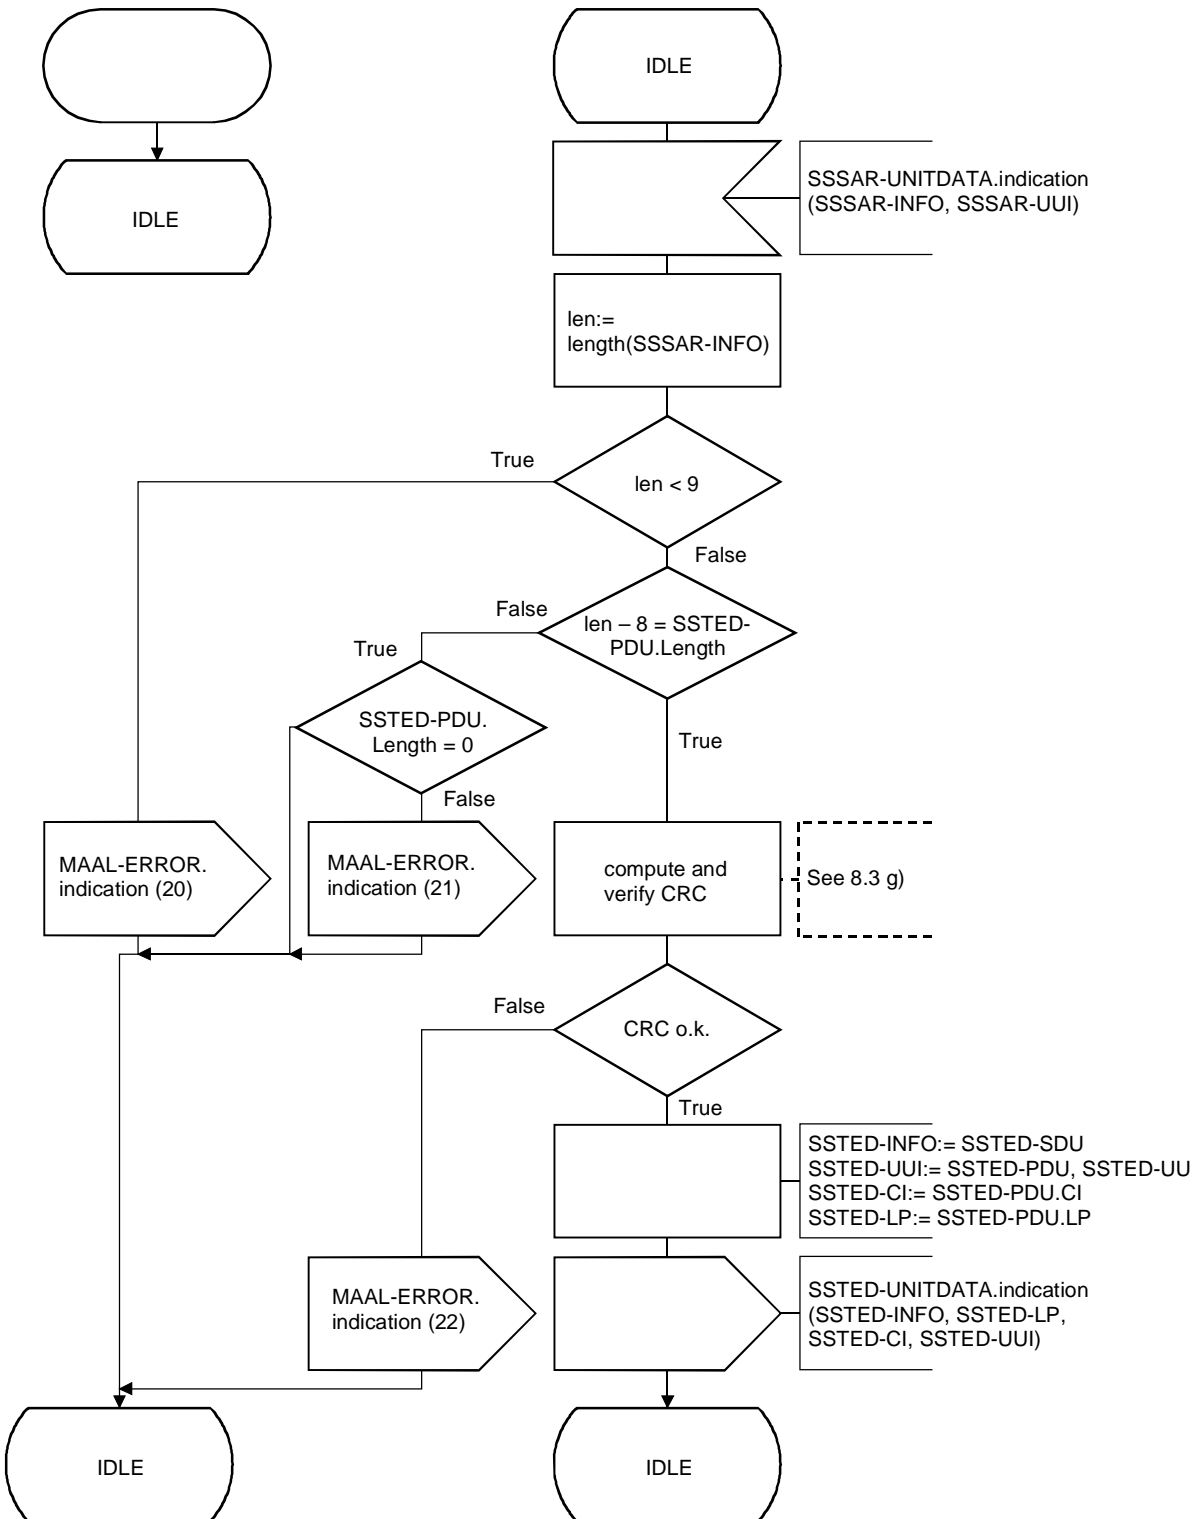 IDLE
IDLE
SSSAR-UNITDATA.indication
(SSSAR-INFO, SSSAR-UUI)
len:=
length(SSSAR-INFO)
True
len < 9
False
False
len – 8 = SSTED-
PDU.Length
True
SSTED-PDU.
Length = 0
True
False
MAAL-ERROR.
indication (20)
MAAL-ERROR.
indication (21)
compute and
verify CRC
See 8.3 g)
False
CRC o.k.
True
SSTED-INFO:= SSTED-SDU
SSTED-UUI:= SSTED-PDU, SSTED-UU
SSTED-CI:= SSTED-PDU.CI
SSTED-LP:= SSTED-PDU.LP
MAAL-ERROR.
indication (22)
SSTED-UNITDATA.indication
(SSTED-INFO, SSTED-LP,
SSTED-CI, SSTED-UUI)
IDLE
IDLE